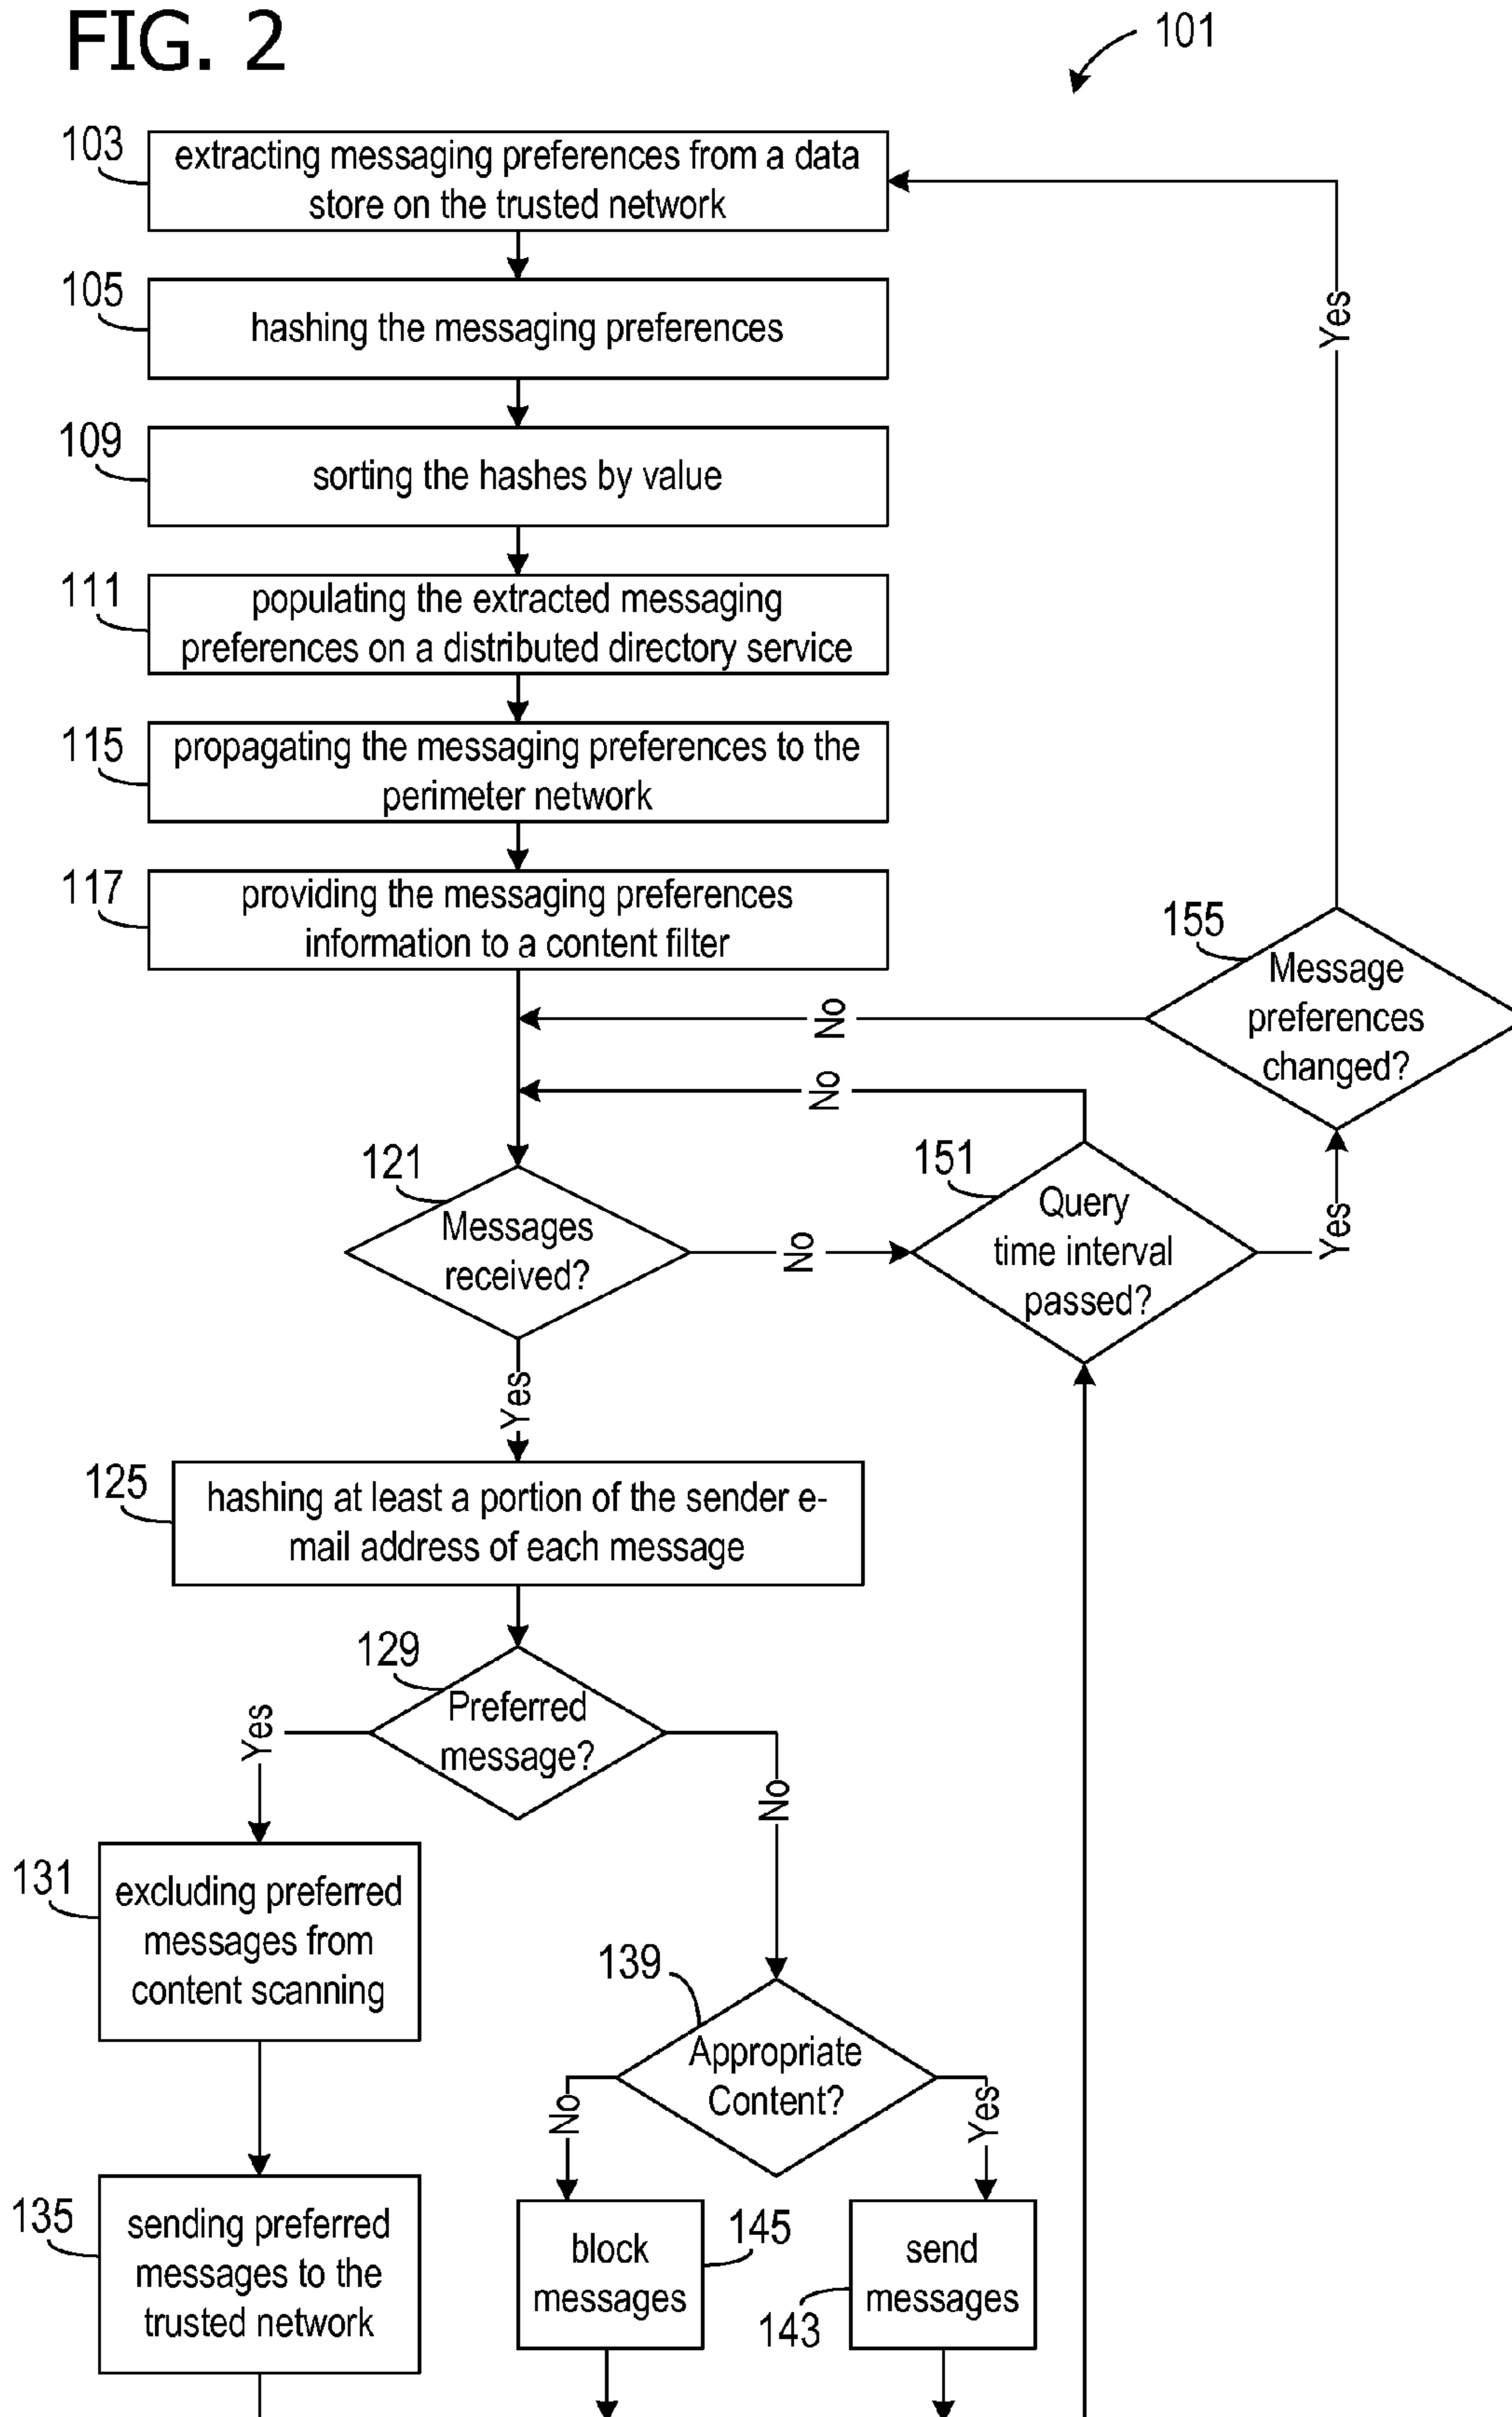 FIG. 2
101
103
extracting messaging preferences from a data
store on the trusted network
105
hashing the messaging preferences
Yes
109
sorting the hashes by value
111
populating the extracted messaging
preferences on a distributed directory service
115
propagating the messaging preferences to the
perimeter network
117
providing the messaging preferences
information to a content filter
155
Message
preferences
changed?
No
No
121
Messages
received?
No
151
Query
time interval
passed?
Yes
Yes
125
hashing at least a portion of the sender e-
mail address of each message
129
Preferred
message?
Yes
No
131
excluding preferred
messages from
content scanning
139
Appropriate
Content?
No
Yes
135
sending preferred
messages to the
trusted network
block
messages
145
send
messages
143